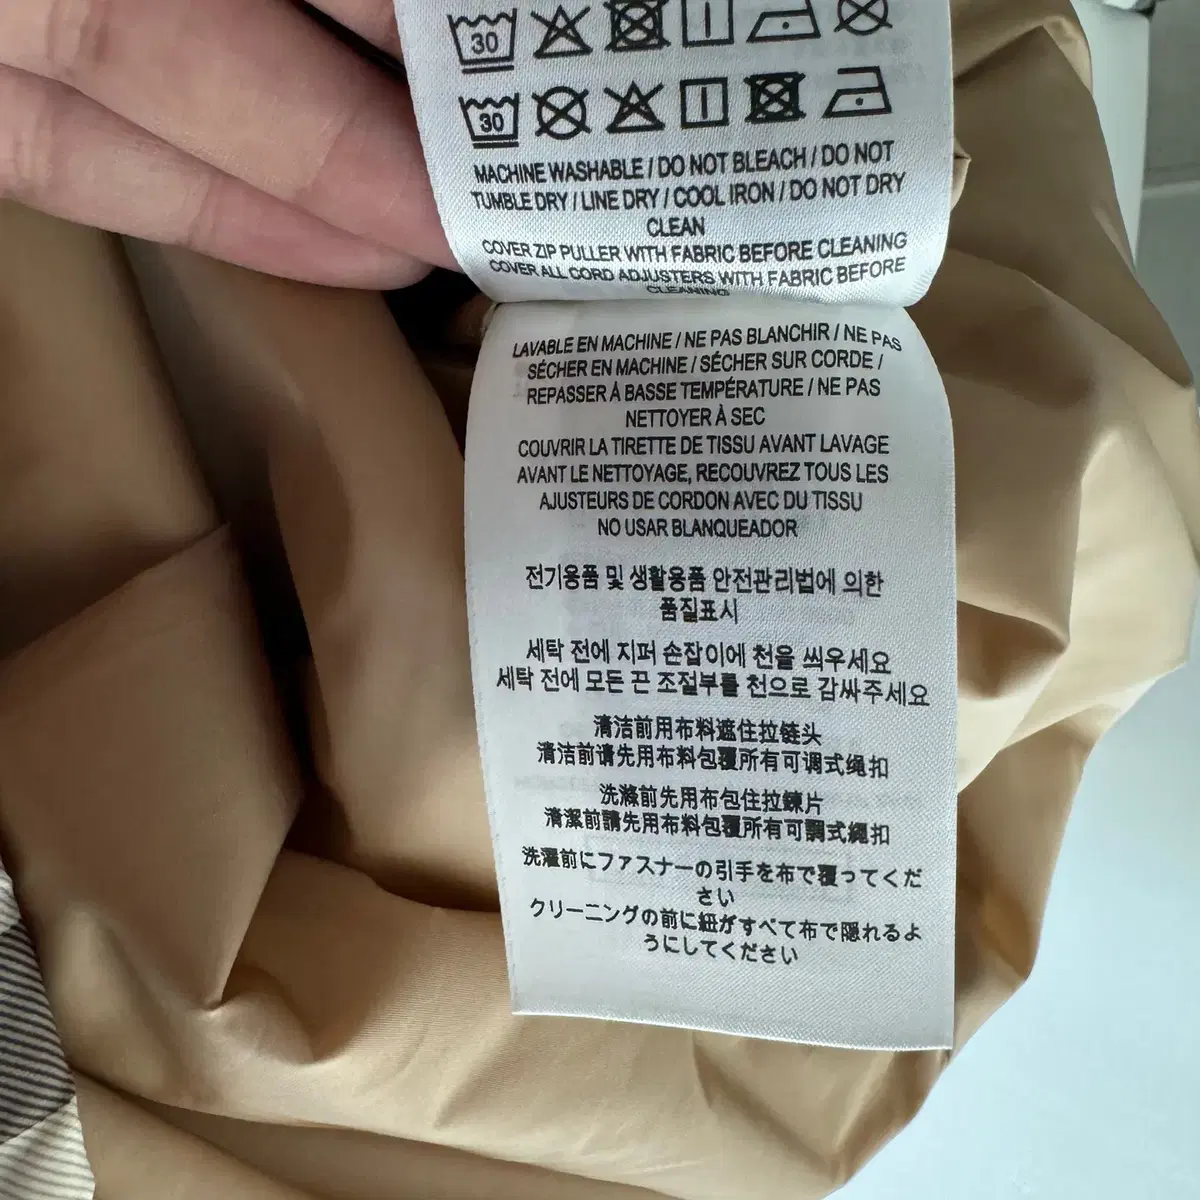 30
30
MACHINE WASHABLE / DO NOT BLEACH / DO NOT
TUMBLE DRY / LINE DRY / COOL IRON / DO NOT DRY
CLEAN
COVER ZIP PULLER WITH FABRIC BEFORE CLEANING
COVER ALL CORD ADJUSTERS WITH FABRIC BEFORE
CLEANING
LAVABLE EN MACHINE / NE PAS BLANCHIR / NE PAS
SÉCHER EN MACHINE / SÉCHER SUR CORDE /
REPASSER À BASSE TEMPÉRATURE / NE PAS
NETTOYER À SEC
COUVRIR LA TIRETTE DE TISSU AVANT LAVAGE
AVANT LE NETTOYAGE, RECOUVREZ TOUS LES
AJUSTEURS DE CORDON AVEC DU TISSU
NO USAR BLANQUEADOR
전기용품 및 생활용품 안전관리법에 의한
품질표시
세탁 전에 지퍼 손잡이에 천을 씌우세요
세탁 전에 모든 끈 조절부를 천으로 감싸주세요
清洁前用布料遮住拉链头
清洁前请先用布料包覆所有可调式绳扣
洗滌前先用布包住拉鍊片
清潔前請先用布料包覆所有可調式繩扣
洗濯前にファスナーの引手を布で覆ってくだ
さい
クリーニングの前に紐がすべて布で隠れるよ
うにしてください